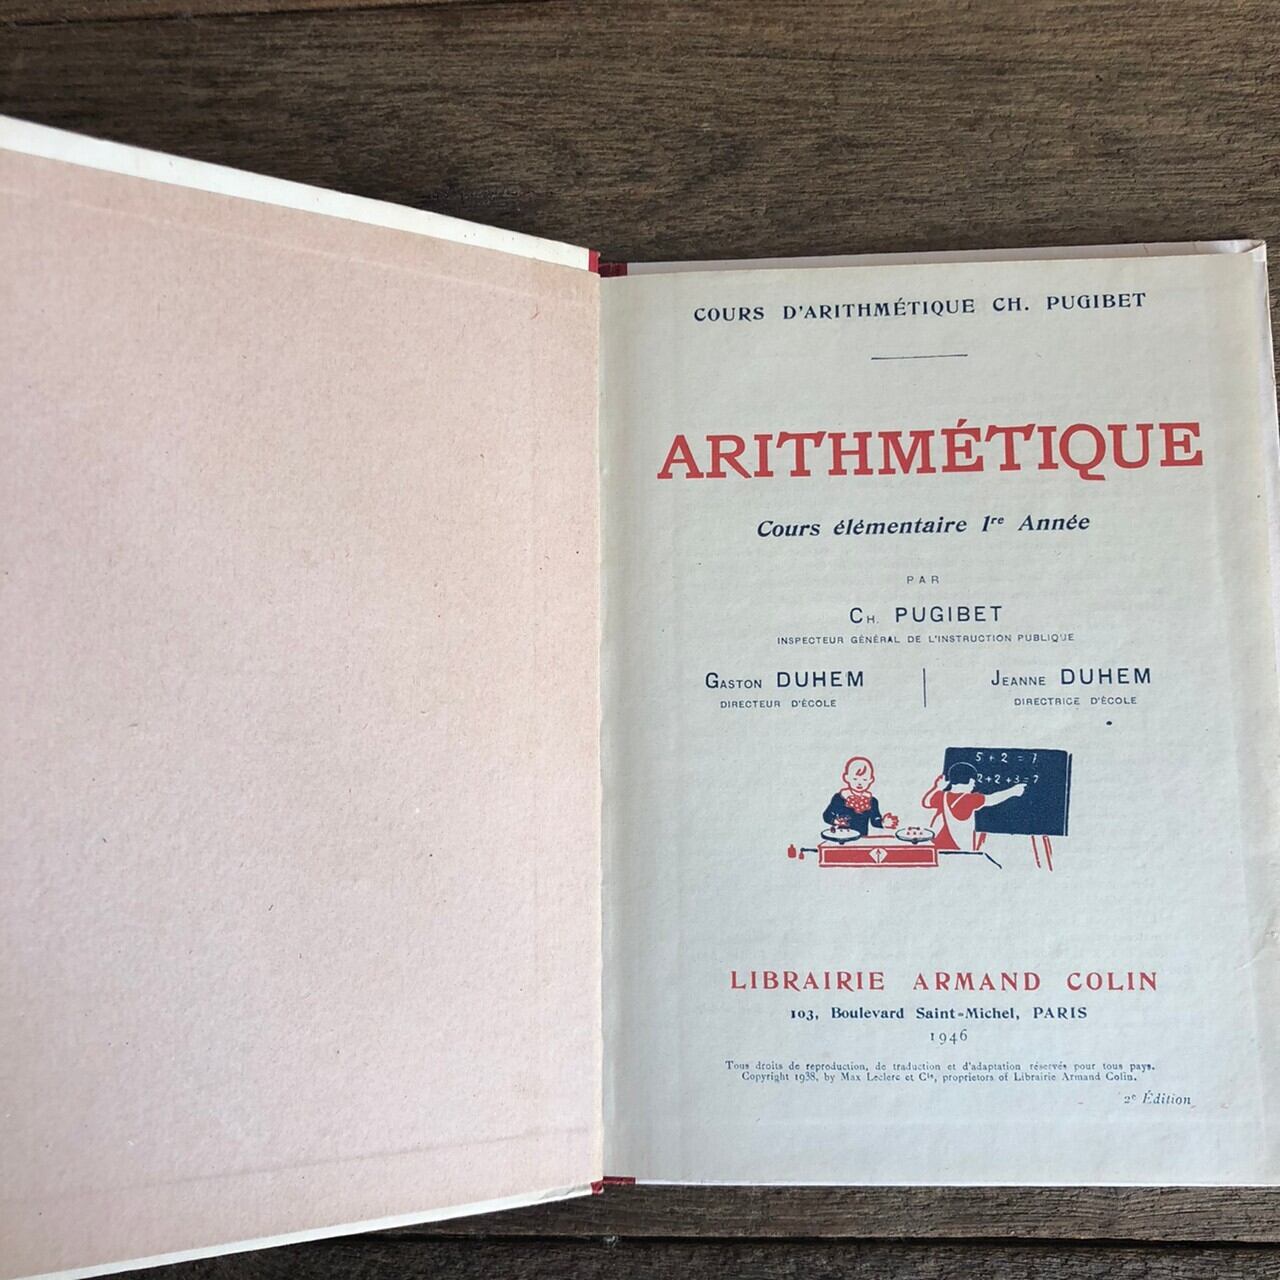 COURS D'ARITHMÉTIQUE CH. PUGIBET
ARITHMÉTIQUE
Cours élémentaire 1re Année
PAR
CH. PUGIBET
INSPECTEUR GÉNÉRAL DE L'INSTRUCTION PUBLIQUE
GASTON DUHEM
DIRECTEUR D'ÉCOLE
JEANNE DUHEM
DIRECTRICE D'ÉCOLE
5 + 2 = 7
2+2+3=7
LIBRAIRIE ARMAND COLIN
103, Boulevard Saint-Michel, PARIS
1946
Tous droits de reproduction, de traduction et d'adaptation réservés pour tous pays.
Copyright 1938, by Max Leclerc et Cie, proprietors of Librairie Armand Colin.
2e Édition